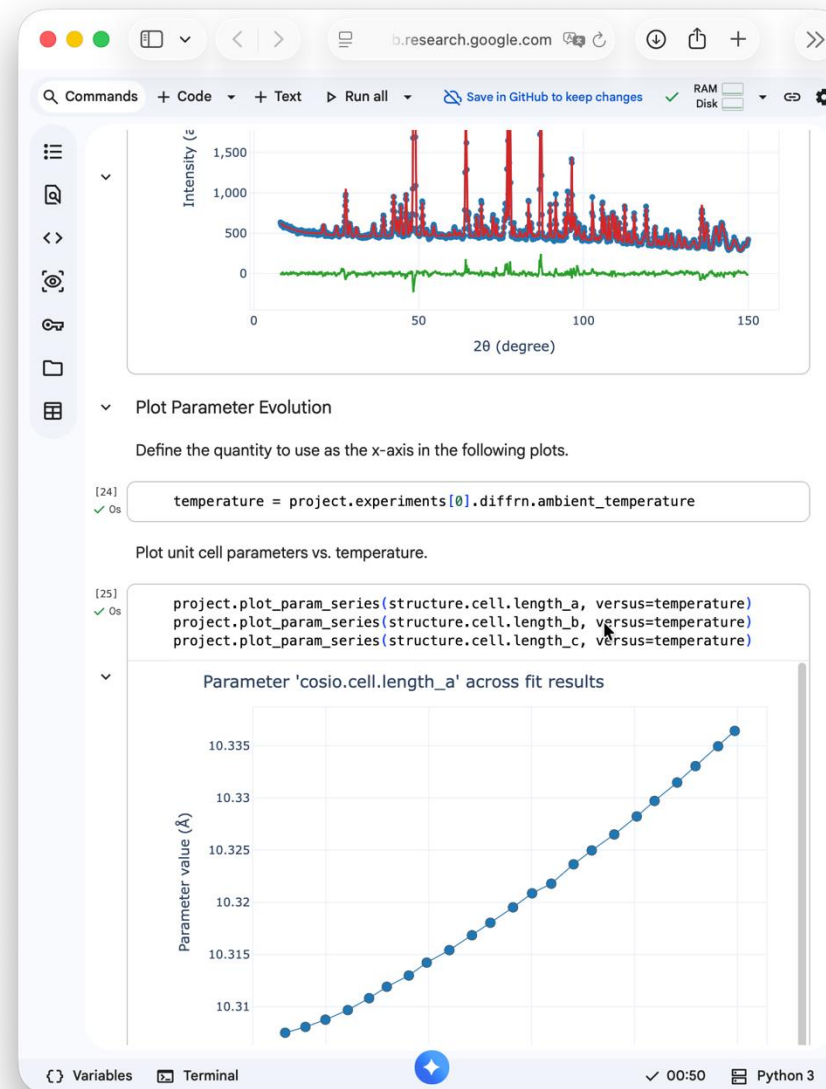 b.research.google.com
Commands + Code + Text Run all Save in GitHub to keep changes RAM
Disk
Intensity (
1,500
1,000
500
0
0 50 100 150
2θ (degree)
Plot Parameter Evolution
Define the quantity to use as the x-axis in the following plots.
[24]
0s
temperature = project.experiments[0].diffrn.ambient_temperature
Plot unit cell parameters vs. temperature.
[25]
0s
project.plot_param_series(structure.cell.length_a, versus=temperature)
project.plot_param_series(structure.cell.length_b, versus=temperature)
project.plot_param_series(structure.cell.length_c, versus=temperature)
Parameter 'cosio.cell.length_a' across fit results
Parameter value (Å)
10.335
10.33
10.325
10.32
10.315
10.31
{} Variables Terminal 00:50 Python 3